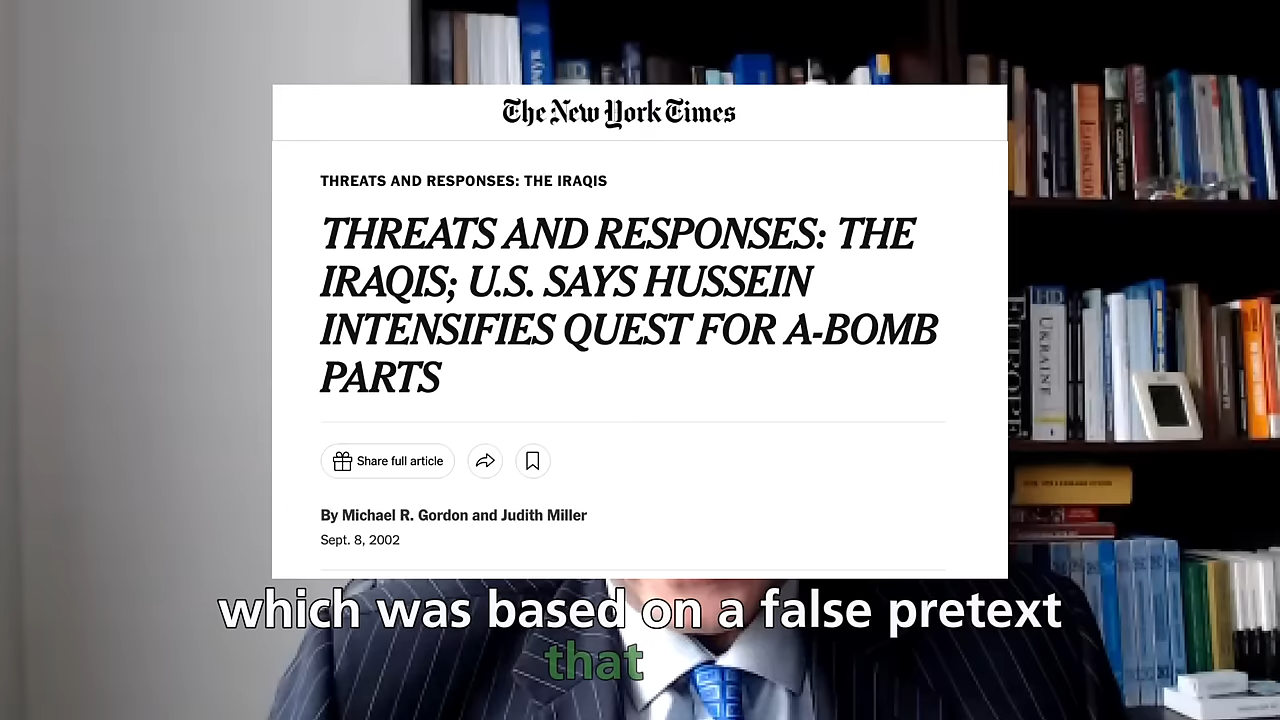 The New York Times
THREATS AND RESPONSES: THE IRAQIS
THREATS AND RESPONSES: THE
IRAQIS; U.S. SAYS HUSSEIN
INTENSIFIES QUEST FOR A-BOMB
PARTS
Share full article
By Michael R. Gordon and Judith Miller
Sept. 8, 2002
UKRAINE
EUROPE
which was based on a false pretext
that